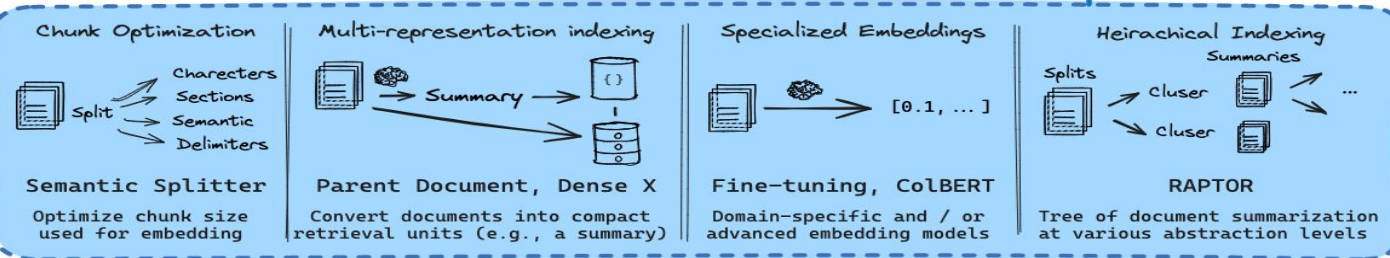 Chunk Optimization
Split
Charecters
Sections
Semantic
Delimiters
Semantic Splitter
Optimize chunk size
used for embedding
Multi-representation indexing
Summary
{}
Parent Document, Dense X
Convert documents into compact
retrieval units (e.g., a summary)
Specialized Embeddings
[0.1, ...]
Fine-tuning, ColBERT
Domain-specific and / or
advanced embedding models
Heirachical Indexing
Summaries
Splits
Cluser
Cluser
...
RAPTOR
Tree of document summarization
at various abstraction levels